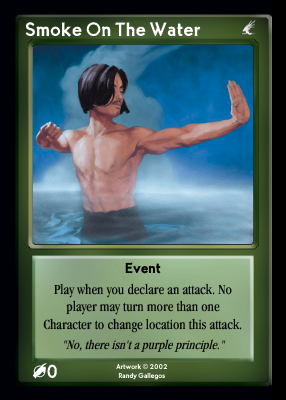 Smoke On The Water
Event
Play when you declare an attack. No
player may turn more than one
Character to change location this attack.
"No, there isn't a purple principle."
0
Artwork © 2002
Randy Gallegos